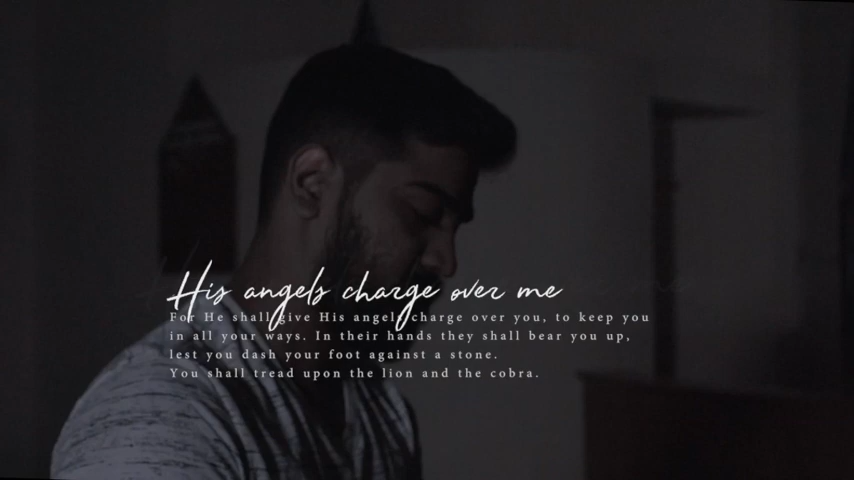 His angels charge over me
For He shall give His angels charge over you, to keep you
in all your ways. In their hands they shall bear you up,
lest you dash your foot against a stone.
You shall tread upon the lion and the cobra.